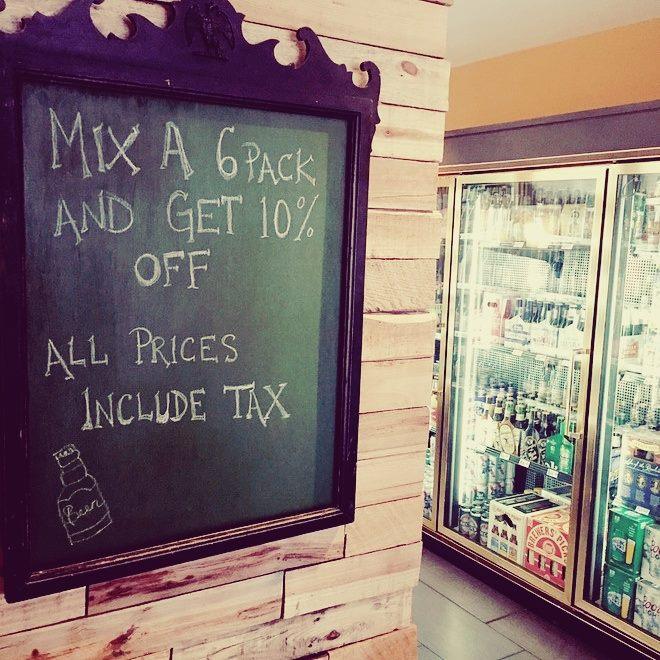 MIX A 6 PACK
AND GET 10%
OFF
ALL PRICES
INCLUDE TAX
Beer